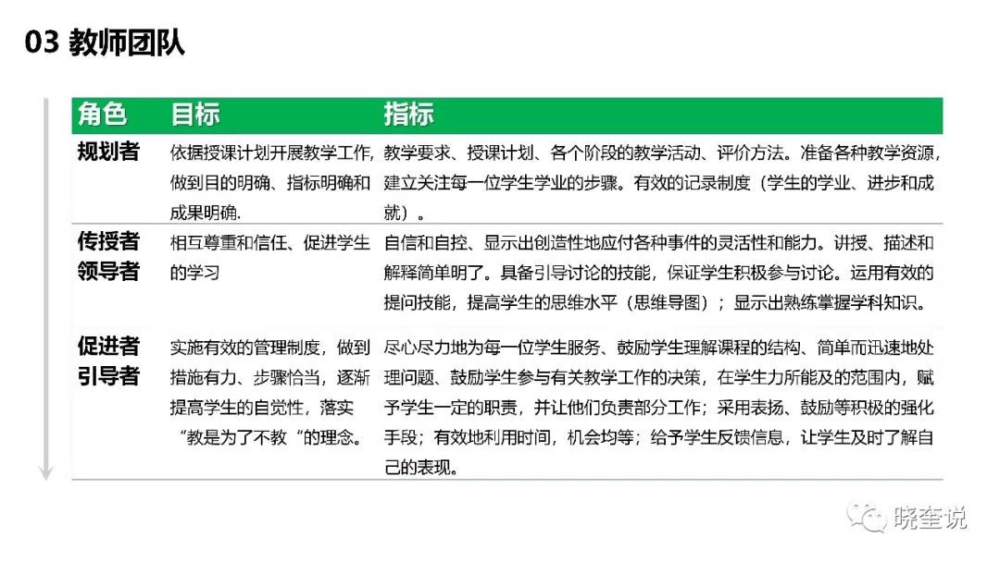 03 教师团队
角色 目标 指标
规划者
依据授课计划开展教学工作,
做到目的明确、指标明确和
成果明确.
教学要求、授课计划、各个阶段的教学活动、评价方法。准备各种教学资源,
建立关注每一位学生学业的步骤。有效的记录制度（学生的学业、进步和成
就）。
传授者
领导者
相互尊重和信任、促进学生
的学习
自信和自控、显示出创造性地应付各种事件的灵活性和能力。讲授、描述和
解释简单明了。具备引导讨论的技能，保证学生积极参与讨论。运用有效的
提问技能，提高学生的思维水平（思维导图）；显示出熟练掌握学科知识。
促进者
引导者
实施有效的管理制度，做到
措施有力、步骤恰当，逐渐
提高学生的自觉性，落实
“教是为了不教“的理念。
尽心尽力地为每一位学生服务、鼓励学生理解课程的结构、简单而迅速地处
理问题、鼓励学生参与有关教学工作的决策，在学生力所能及的范围内，赋
予学生一定的职责，并让他们负责部分工作；采用表扬、鼓励等积极的强化
手段；有效地利用时间，机会均等；给予学生反馈信息，让学生及时了解自
己的表现。
晓奎说